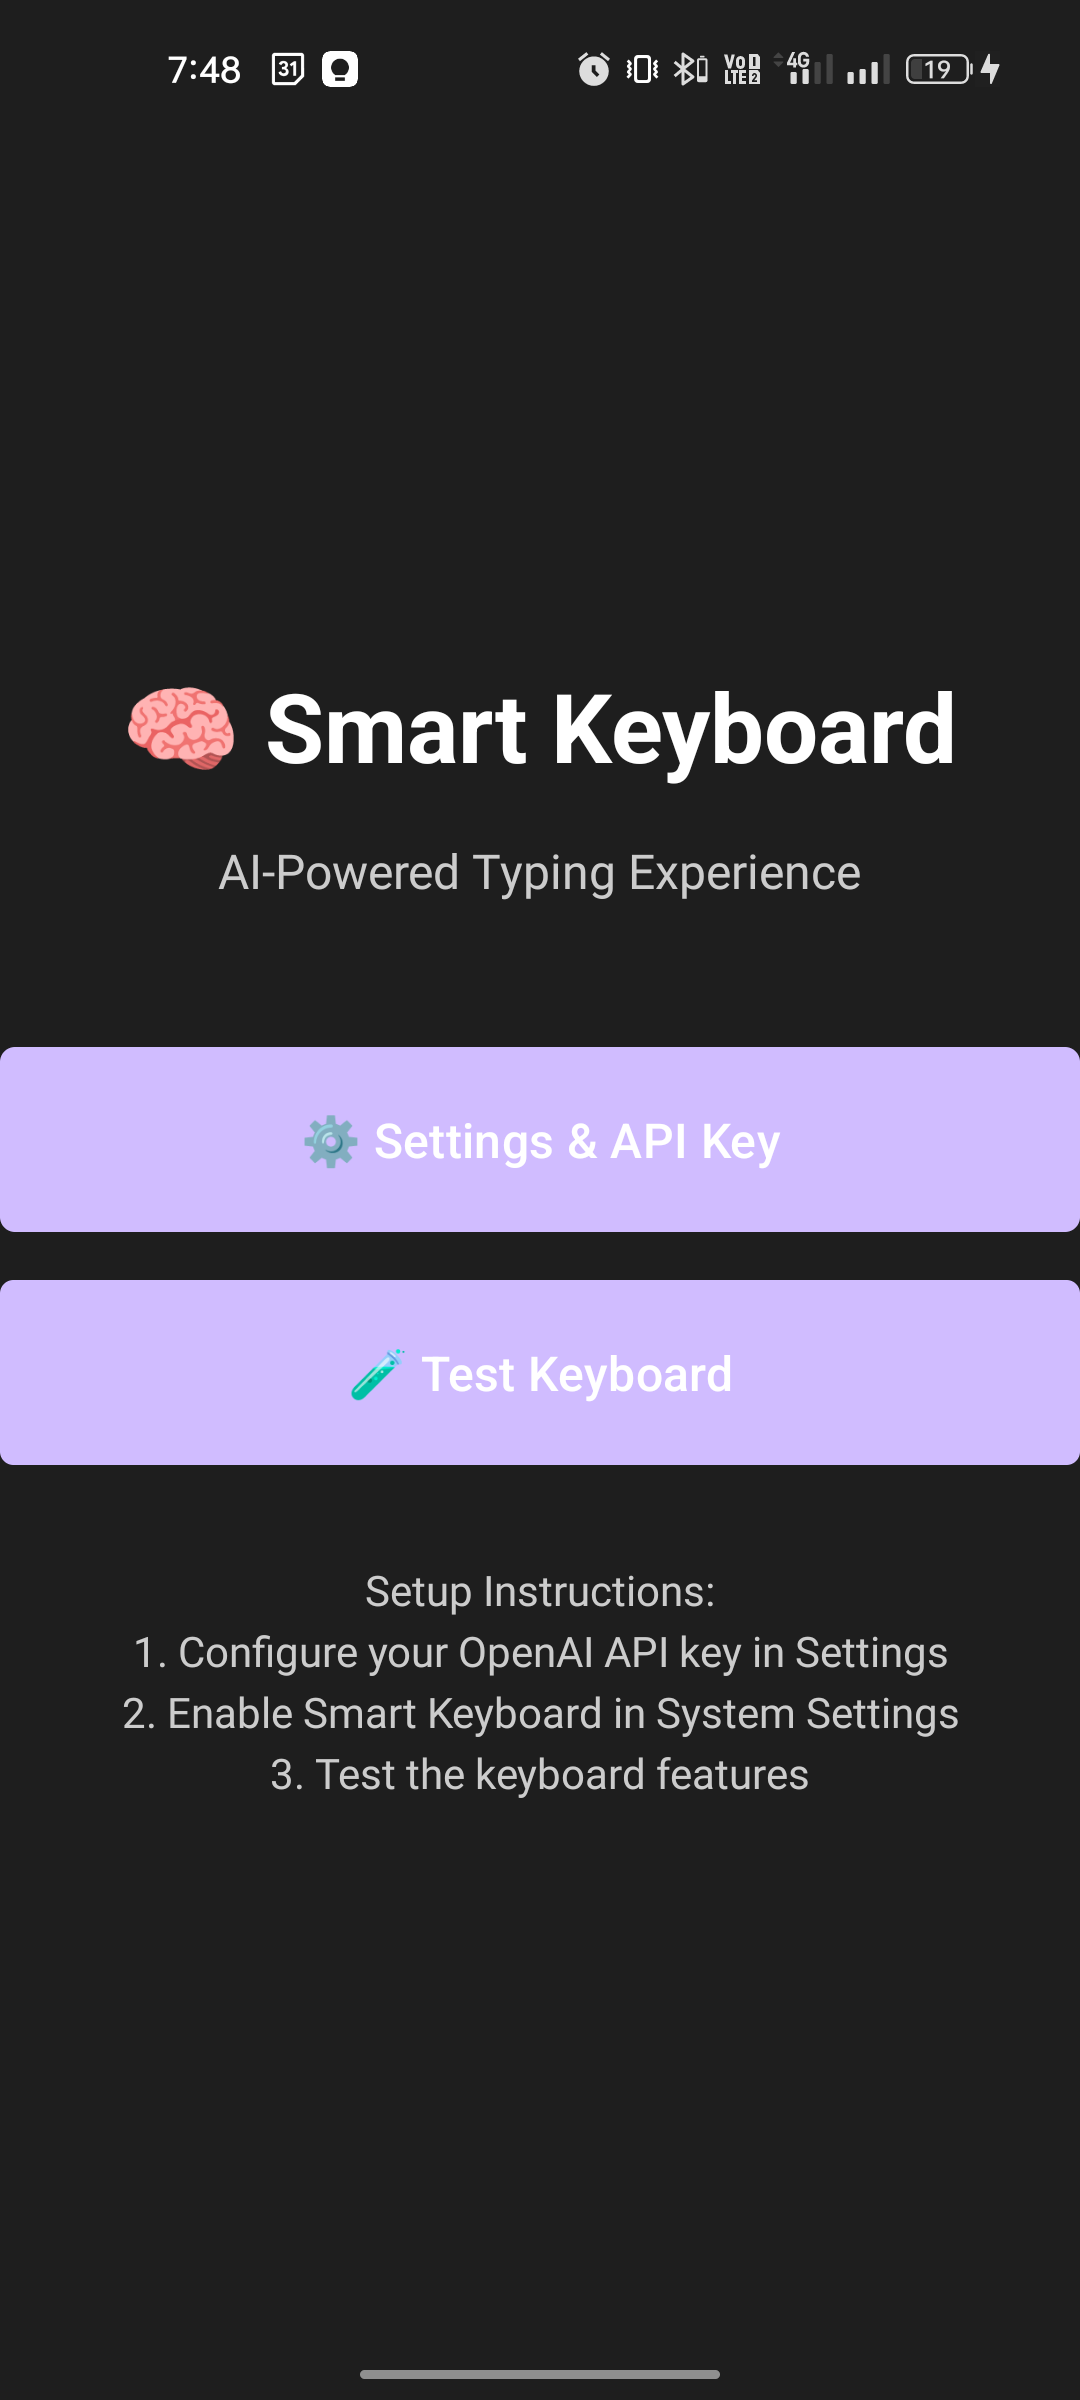 7:48 31 Vo 1 LTE 2 4G 19
Smart Keyboard
AI-Powered Typing Experience
Settings & API Key
Test Keyboard
Setup Instructions:
1. Configure your OpenAI API key in Settings
2. Enable Smart Keyboard in System Settings
3. Test the keyboard features